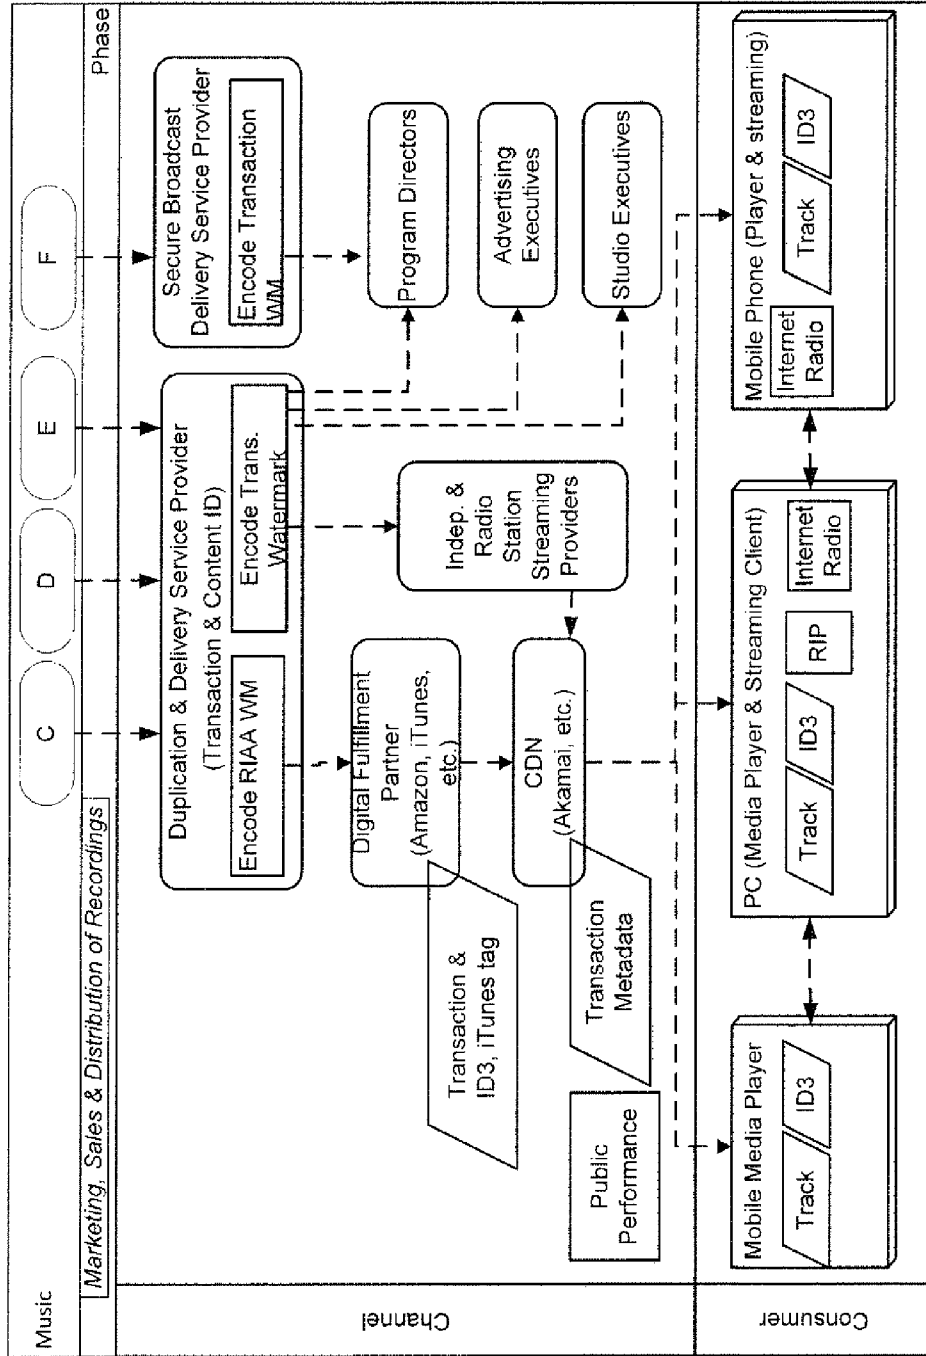 Music
C
D
E
F
Marketing, Sales & Distribution of Recordings
Phase
Channel
Duplication & Delivery Service Provider
(Transaction & Content ID)
Encode RIAA WM
Encode Trans.
Watermark
Secure Broadcast
Delivery Service Provider
Encode Transaction
WM
Digital Fulfillment
Partner
(Amazon, iTunes,
etc.)
Transaction &
ID3, iTunes tag
Indep. &
Radio
Station
Streaming
Providers
Program Directors
Advertising
Executives
Studio Executives
CDN
(Akamai, etc.)
Transaction
Metadata
Public
Performance
Consumer
Mobile Media Player
Track
ID3
PC (Media Player & Streaming Client)
Track
ID3
RIP
Internet
Radio
Mobile Phone (Player & streaming)
Internet
Radio
Track
ID3